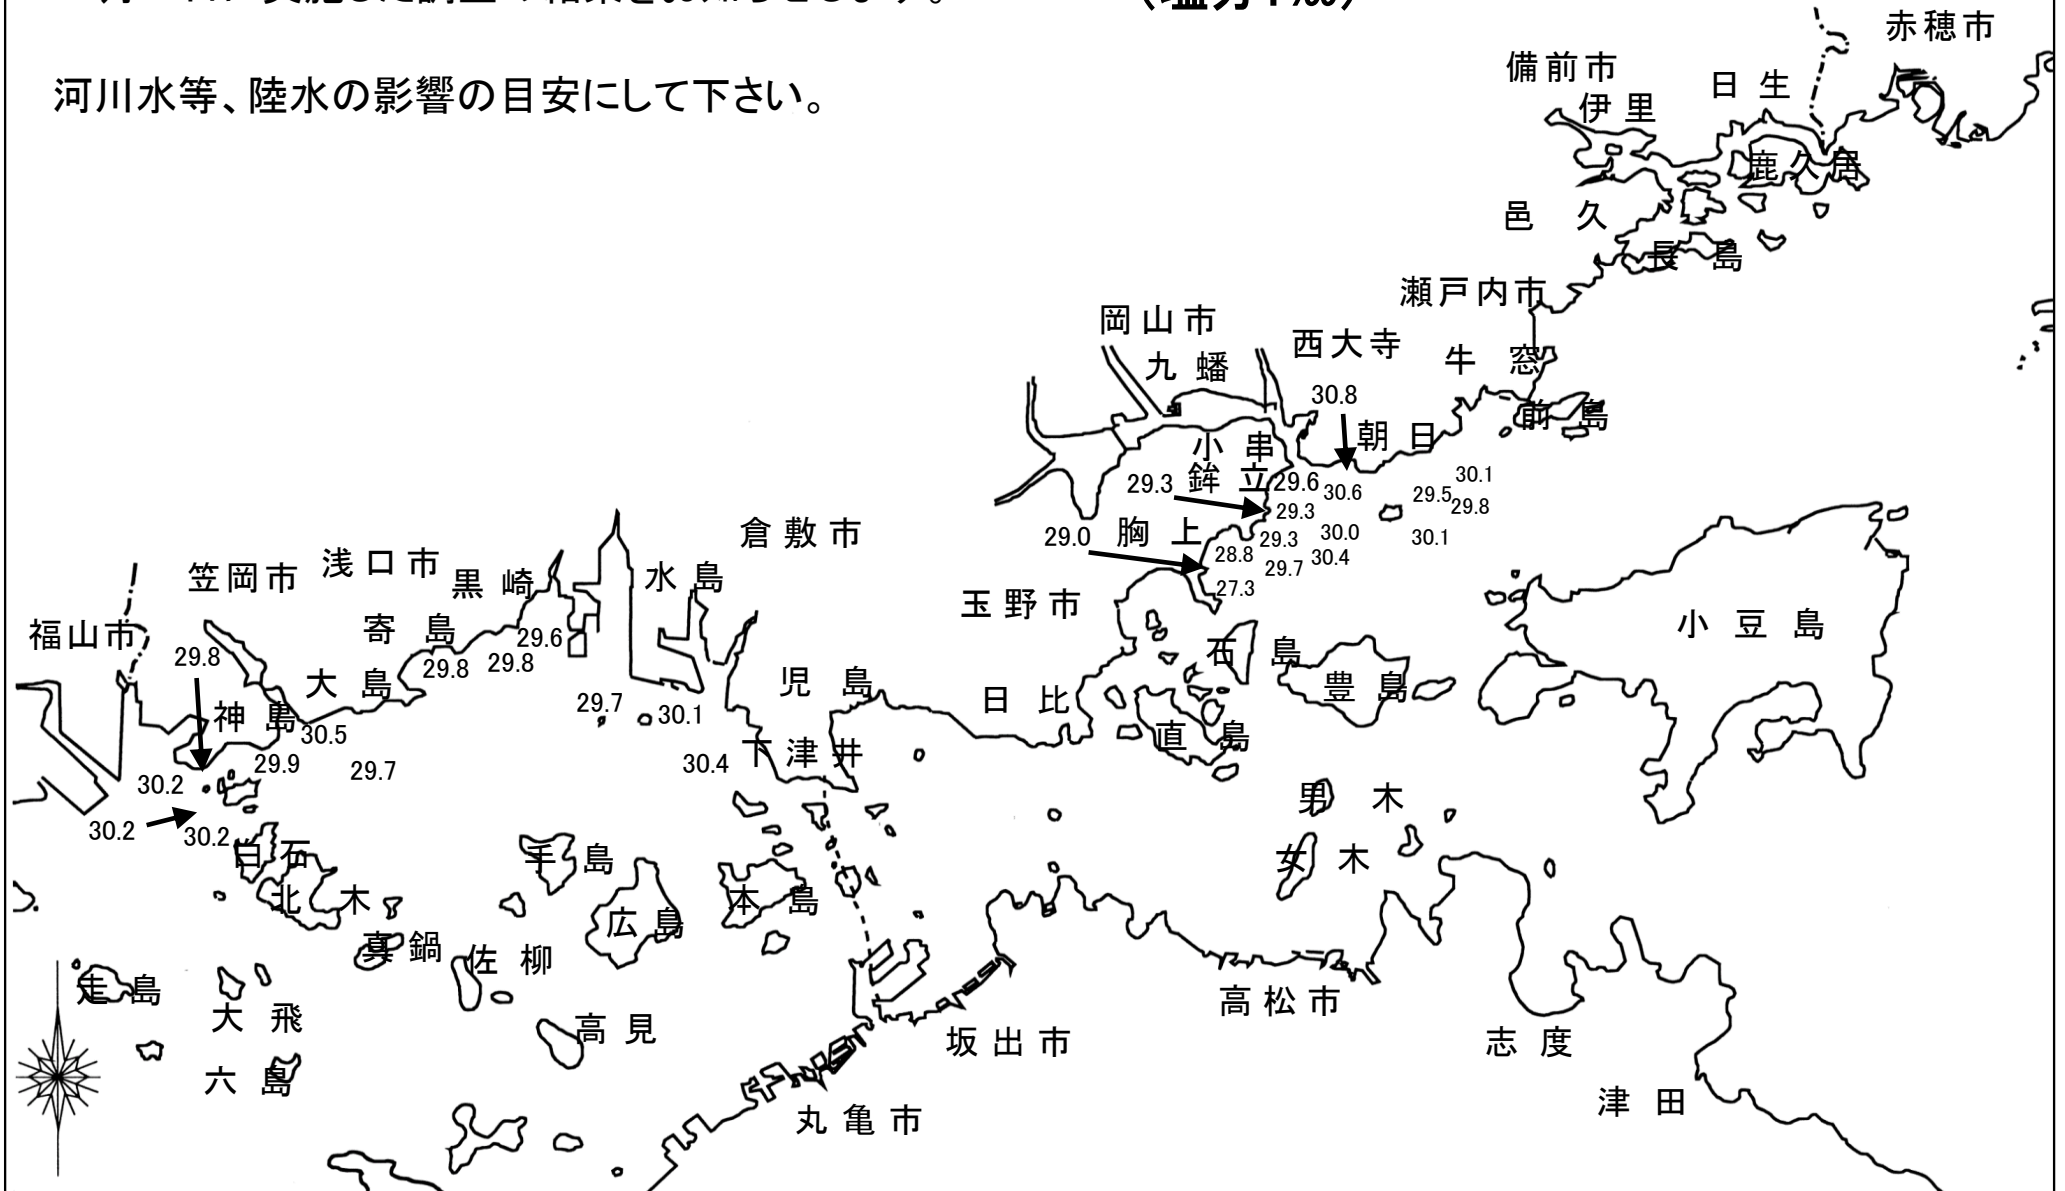 (塩分:‰)
河川水等、陸水の影響の目安にして下さい。
赤穂市
備前市
日生
伊里
鹿久居
邑久
長島
瀬戸内市
岡山市
西大寺
九蟠
牛窓
30.8
前島
朝日
小串
30.1
29.3
鉾立
29.6
30.6
29.5
29.8
29.3
29.0
胸上
29.3
30.0
30.1
28.8
30.4
29.7
27.3
倉敷市
笠岡市
浅口市
黒崎
水島
玉野市
福山市
寄島
29.6
小豆島
29.8
29.8
29.8
石島
大島
児島
豊島
29.7
日比
神島
30.1
30.5
直島
下津井
29.9
29.7
30.4
30.2
男木
30.2
30.2
白石
手島
女木
北木
本島
広島
真鍋
佐柳
走島
高松市
大飛
高見
坂出市
志度
六島
津田
丸亀市